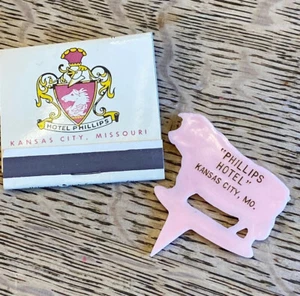 HOTEL PHILLIPS
KANSAS CITY, MISSOURI
"PHILLIPS
HOTEL"
KANSAS CITY, MO.